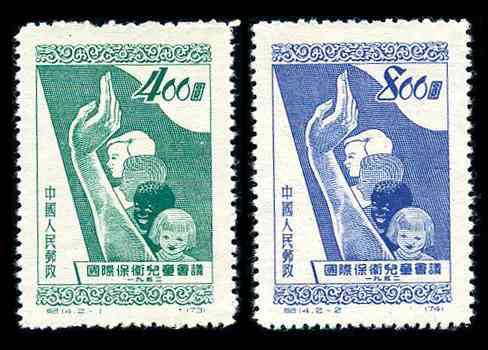 400圓
中國人民郵政
國際保衛兒童會議
一九五二
紀14.2-1 (73)
800圓
中國人民郵政
國際保衛兒童會議
一九五二
紀14.2-2 (74)